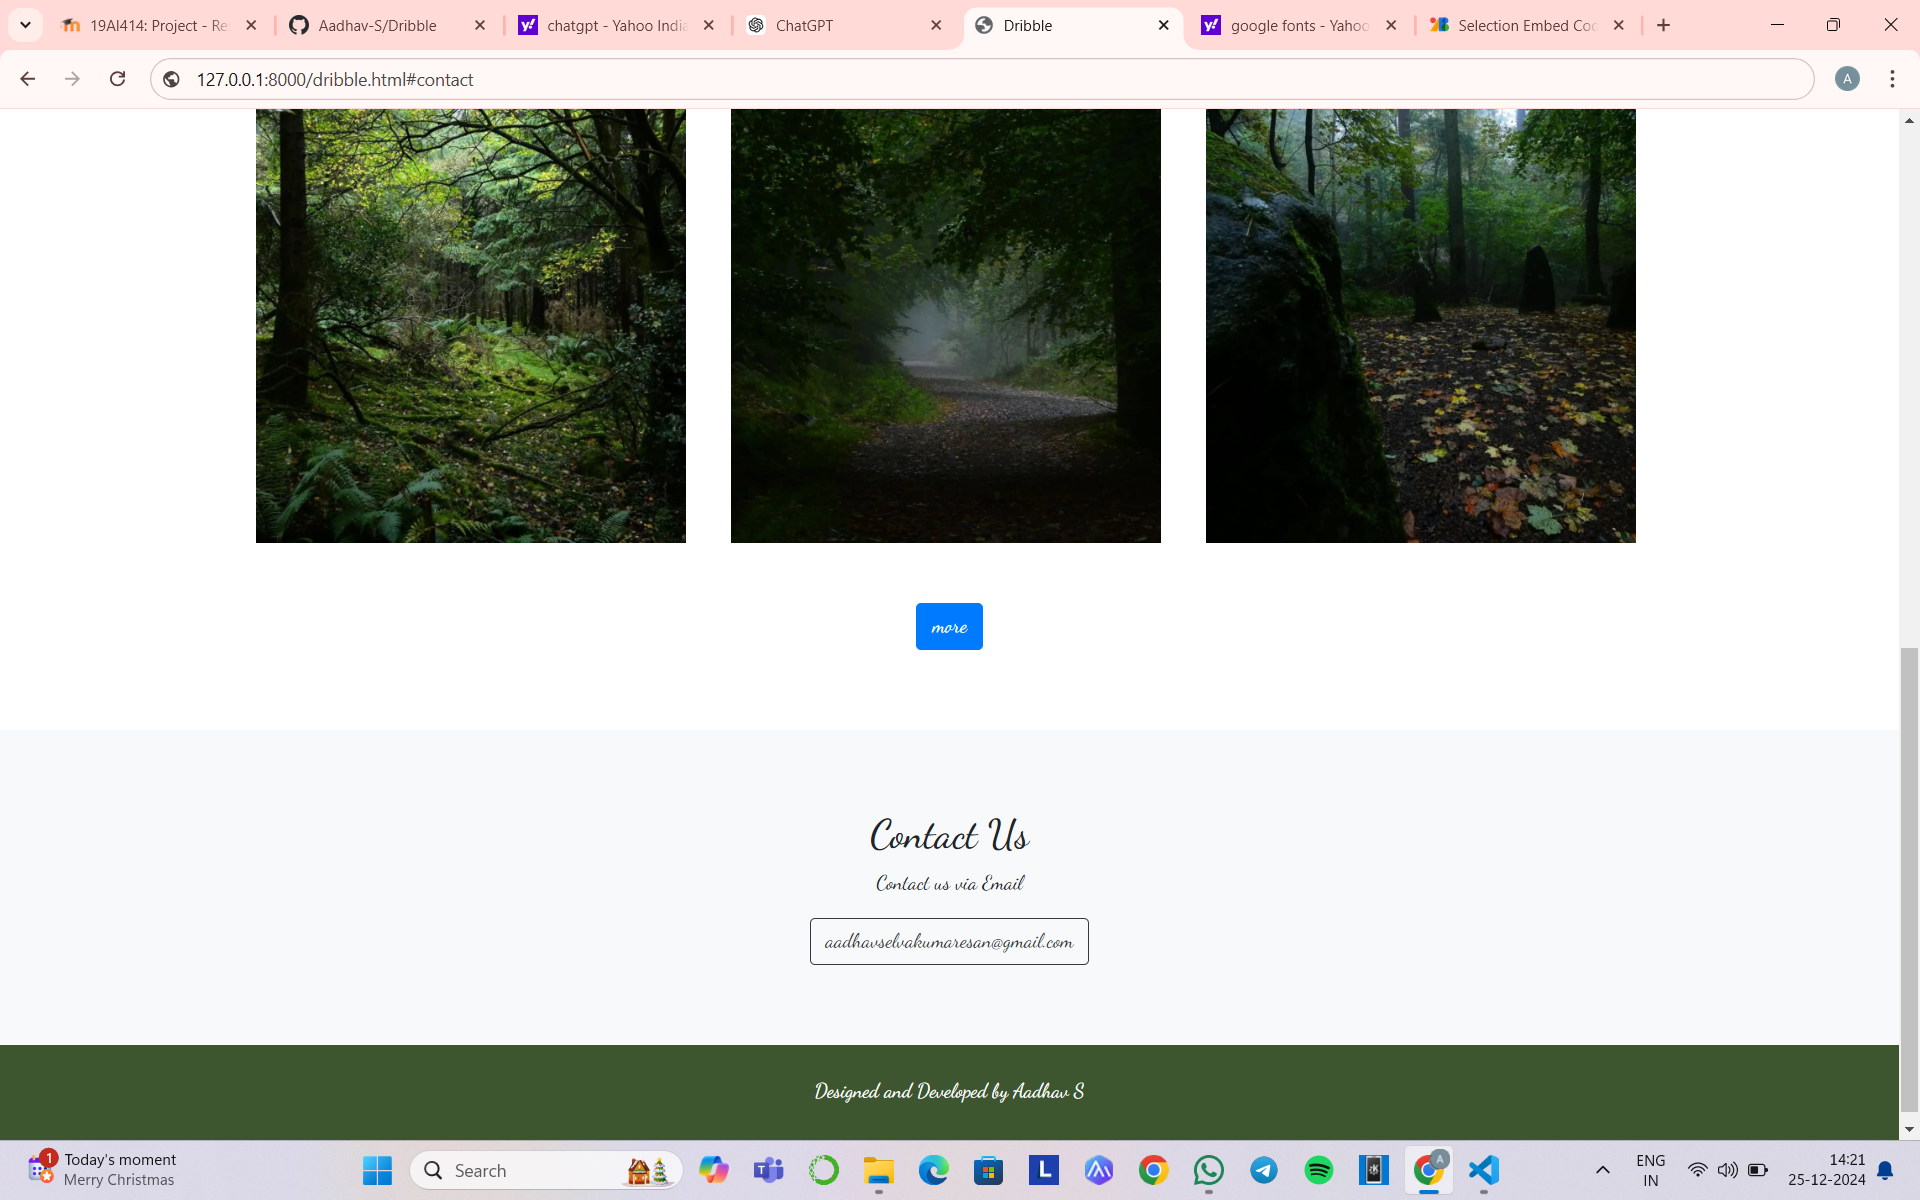 19AI414: Project - Re
Aadhav-S/Dribble
chatgpt - Yahoo India
ChatGPT
Dribble
google fonts - Yahoo
Selection Embed Coc
127.0.0.1:8000/dribble.html#contact
A
more
Contact Us
Contact us via Email
aadhavselvakumaresan@gmail.com
Designed and Developed by Aadhav S
1
Today's moment
Merry Christmas
Search
L
A
ENG
IN
14:21
25-12-2024